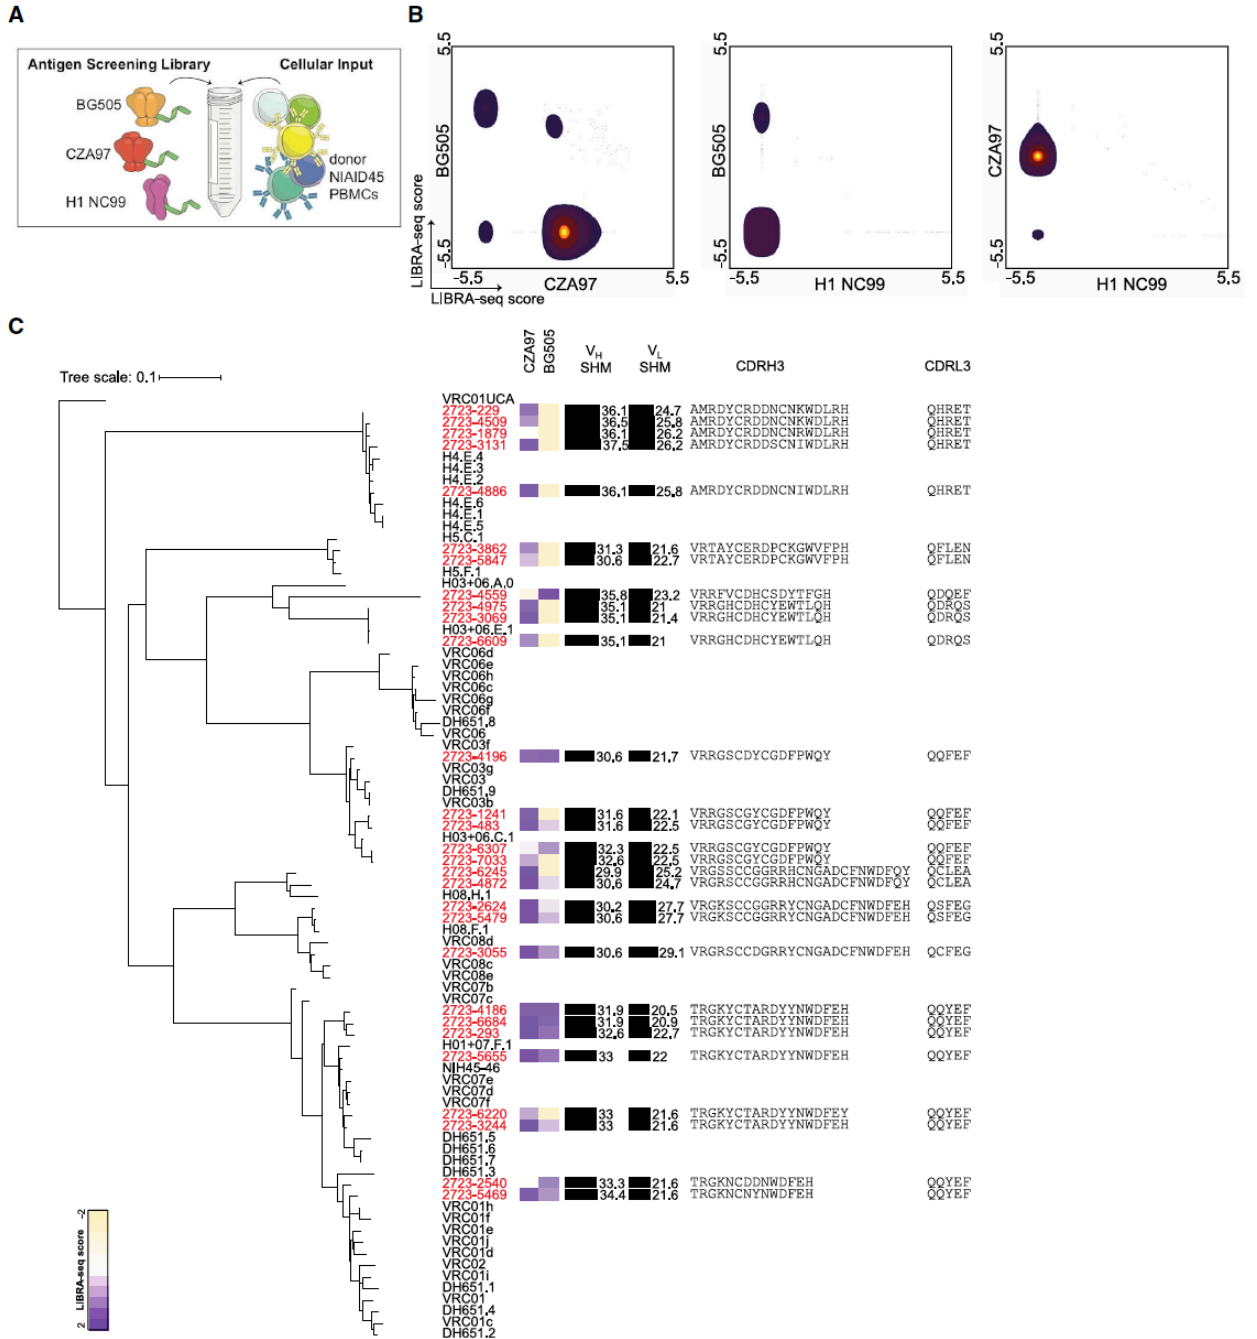 A
Antigen Screening Library
Cellular Input
BG505
CZA97
H1 NC99
donor
NIAID45
PBMCs
B
5.5
BG505
-5.5
LIBRA-seq score
-5.5
5.5
LIBRA-seq score
CZA97
5.5
BG505
-5.5
-5.5
5.5
H1 NC99
5.5
CZA97
-5.5
-5.5
5.5
H1 NC99
C
Tree scale: 0.1
CZA97 BG505 VH SHM VL SHM CDRH3 CDRL3
VRC01UCA
2723-229 36.1 24.7 AMRDYCRDDNCNKWDLRH QHRET
2723-4509 36.5 25.8 AMRDYCRDDNCNKWDLRH QHRET
2723-1879 36.1 26.2 AMRDYCRDDNCNKWDLRH QHRET
2723-3131 37.5 26.2 AMRDYCRDDSCNIWDLRH QHRET
H4.E.4
H4.E.3
H4.E.2
2723-4886 36.1 25.8 AMRDYCRDDNCNIWDLRH QHRET
H4.E.6
H4.E.1
H4.E.5
H5.C.1
2723-3862 31.3 21.6 VRTAYCERDPCKGWVFPH QFLEN
2723-5847 30.6 22.7 VRTAYCERDPCKGWVFPH QFLEN
H5.F.1
H03+06.A.0
2723-4559 35.8 23.2 VRRFVCDHCSDYTFGH QDQEF
2723-4975 35.1 21 VRRGHCDHCYEWTLQH QDRQS
2723-3069 35.1 21.4 VRRGHCDHCYEWTLQH QDRQS
H03+06.E.1
2723-6609 35.1 21 VRRGHCDHCYEWTLQH QDRQS
VRC06d
VRC06e
VRC06h
VRC06c
VRC06g
VRC06f
DH651.8
VRC06
VRC03f
2723-4196 30.6 21.7 VRRGSCDYCGDFPWQY QQFEF
VRC03g
VRC03
DH651.9
VRC03b
2723-1241 31.6 22.1 VRRGSCGYCGDFPWQY QQFEF
2723-483 31.6 22.5 VRRGSCGYCGDFPWQY QQFEF
H03+06.C.1
2723-6307 32.3 22.5 VRRGSCGYCGDFPWQY QQFEF
2723-7033 32.6 22.5 VRRGSCGYCGDFPWQY QQFEF
2723-6245 29.9 25.2 VRGRSSCCGGRRHCNGADCFNWDFQY QCLEA
2723-4872 30.6 24.7 VRGRSCCGGRRYCNGADCFNWDFQY QCLEA
H08.H.1
2723-2624 30.2 27.7 VRGKSCCGGRRYCNGADCFNWDFEH QSFEG
2723-5479 30.6 27.7 VRGKSCCGGRRYCNGADCFNWDFEH QSFEG
H08.F.1
VRC08d
2723-3055 30.6 29.1 VRGRSCCDGRRYCNGADCFNWDFEH QCFEG
VRC08c
VRC08e
VRC07b
VRC07c
2723-4186 31.9 20.5 TRGKYCTARDYYNWDFEH QQYEF
2723-6684 31.9 20.9 TRGKYCTARDYYNWDFEH QQYEF
2723-293 32.6 22.7 TRGKYCTARDYYNWDFEH QQYEF
H01+07.F.1
2723-5655 33 22 TRGKYCTARDYYNWDFEH QQYEF
NIH45-46
VRC07e
VRC07d
VRC07f
2723-6220 33 21.6 TRGKYCTARDYYNWDFEY QQYEF
2723-3244 33 21.6 TRGKYCTARDYYNWDFEH QQYEF
DH651.5
DH651.6
DH651.7
DH651.3
2723-2540 33.3 21.6 TRGKNCDDNWDFEH QQYEF
2723-5469 34.4 21.6 TRGKNCNYNWDFEH QQYEF
VRC01h
VRC01f
VRC01e
VRC01j
VRC01d
VRC02
VRC01i
DH651.1
VRC01
DH651.4
VRC01c
DH651.2
-2
LIBRA-seq score
2